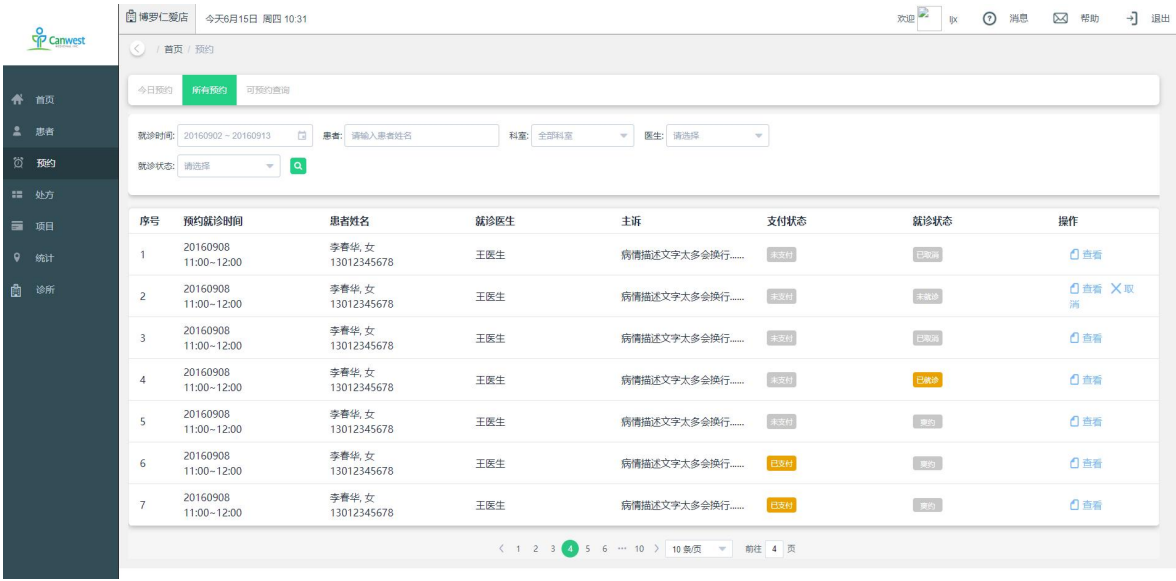 Canwest
博罗仁爱店 今天6月15日 周四 10:31 欢迎 ljx 消息 帮助 退出
/ 首页 / 预约
首页
患者
预约
处方
项目
统计
诊所
今日预约 所有预约 可预约查询
就诊时间: 20160902 ~ 20160913 患者: 请输入患者姓名 科室: 全部科室 医生: 请选择
就诊状态: 请选择
序号 预约就诊时间 患者姓名 就诊医生 主诉 支付状态 就诊状态 操作
1 20160908 11:00~12:00 李春华, 女 13012345678 王医生 病情描述文字太多会换行...... 未支付 已取消 查看
2 20160908 11:00~12:00 李春华, 女 13012345678 王医生 病情描述文字太多会换行...... 未支付 未就诊 查看 取消
3 20160908 11:00~12:00 李春华, 女 13012345678 王医生 病情描述文字太多会换行...... 未支付 已取消 查看
4 20160908 11:00~12:00 李春华, 女 13012345678 王医生 病情描述文字太多会换行...... 未支付 已就诊 查看
5 20160908 11:00~12:00 李春华, 女 13012345678 王医生 病情描述文字太多会换行...... 未支付 爽约 查看
6 20160908 11:00~12:00 李春华, 女 13012345678 王医生 病情描述文字太多会换行...... 已支付 爽约 查看
7 20160908 11:00~12:00 李春华, 女 13012345678 王医生 病情描述文字太多会换行...... 已支付 爽约 查看
1 2 3 4 5 6 ... 10 10 条/页 前往 4 页